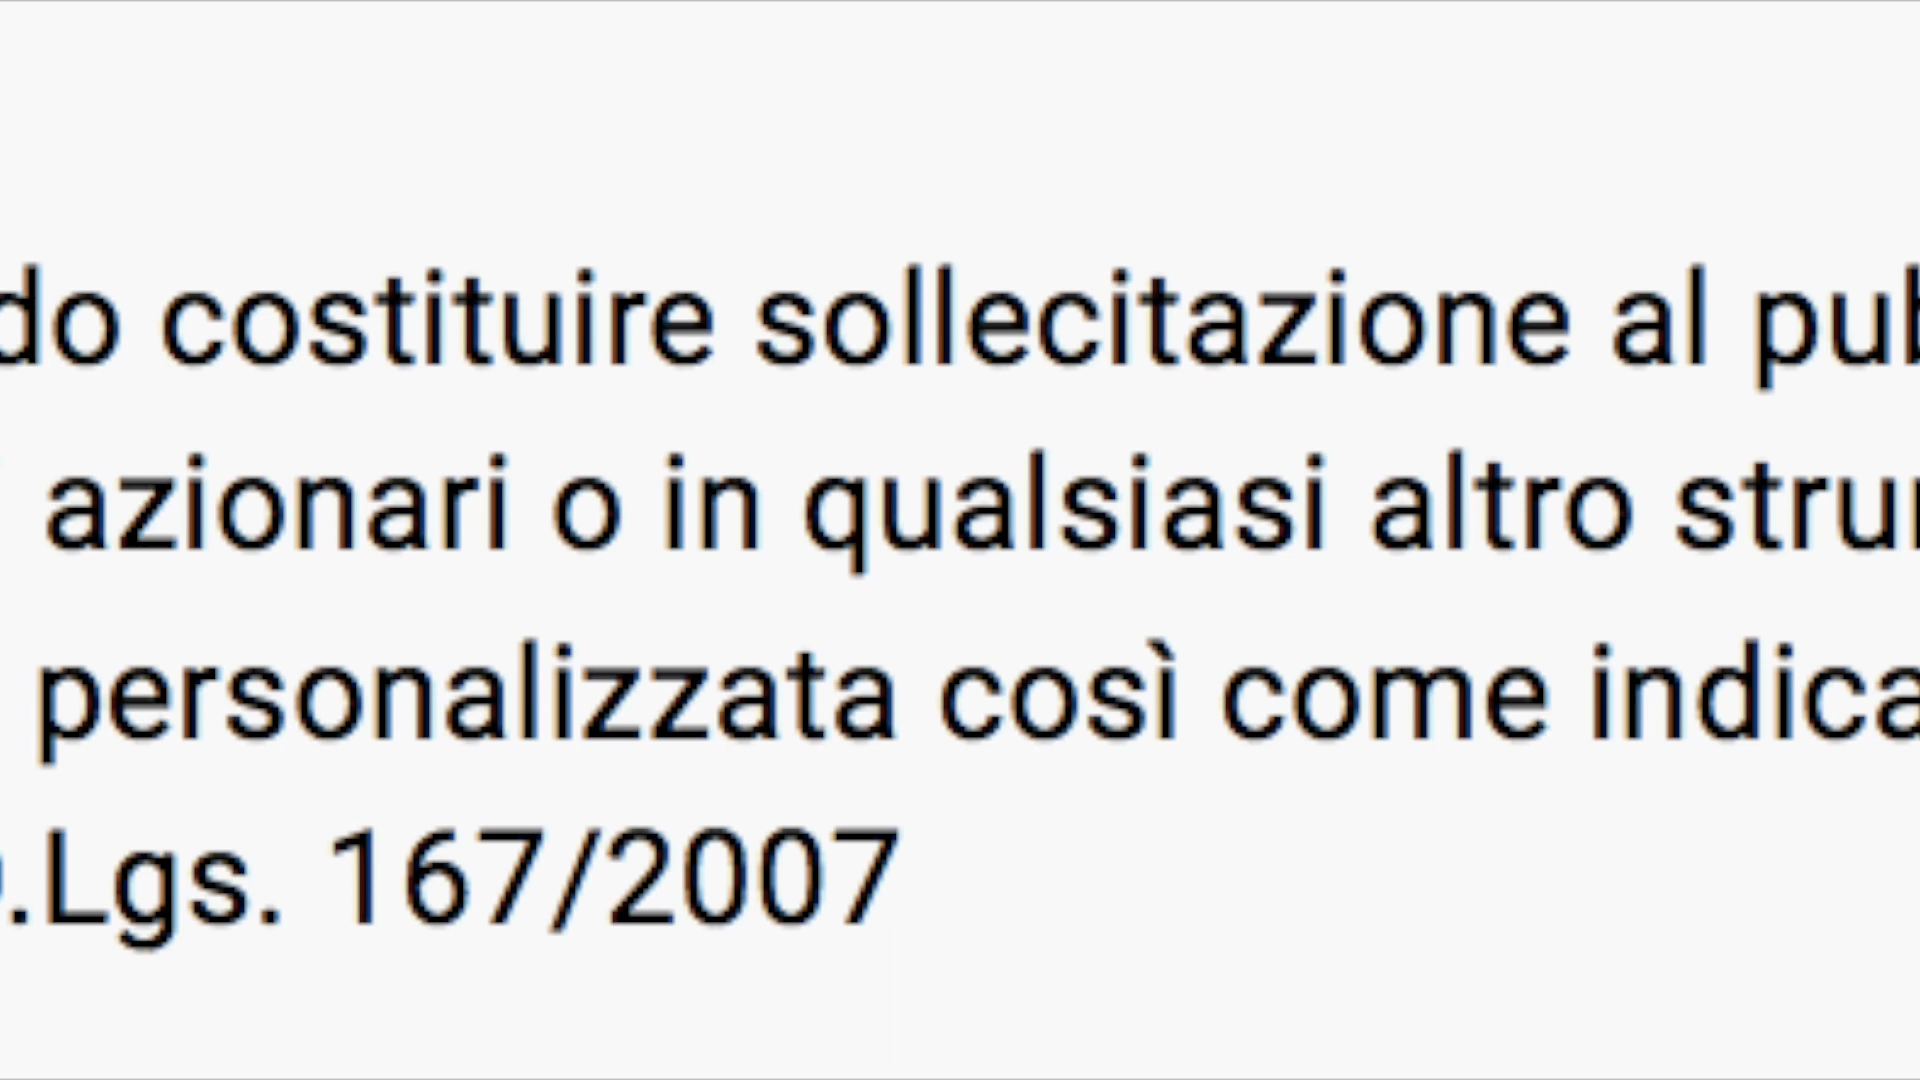 do costituire sollecitazione al pub
azionari o in qualsiasi altro stru
personalizzata così come indica
.Lgs. 167/2007